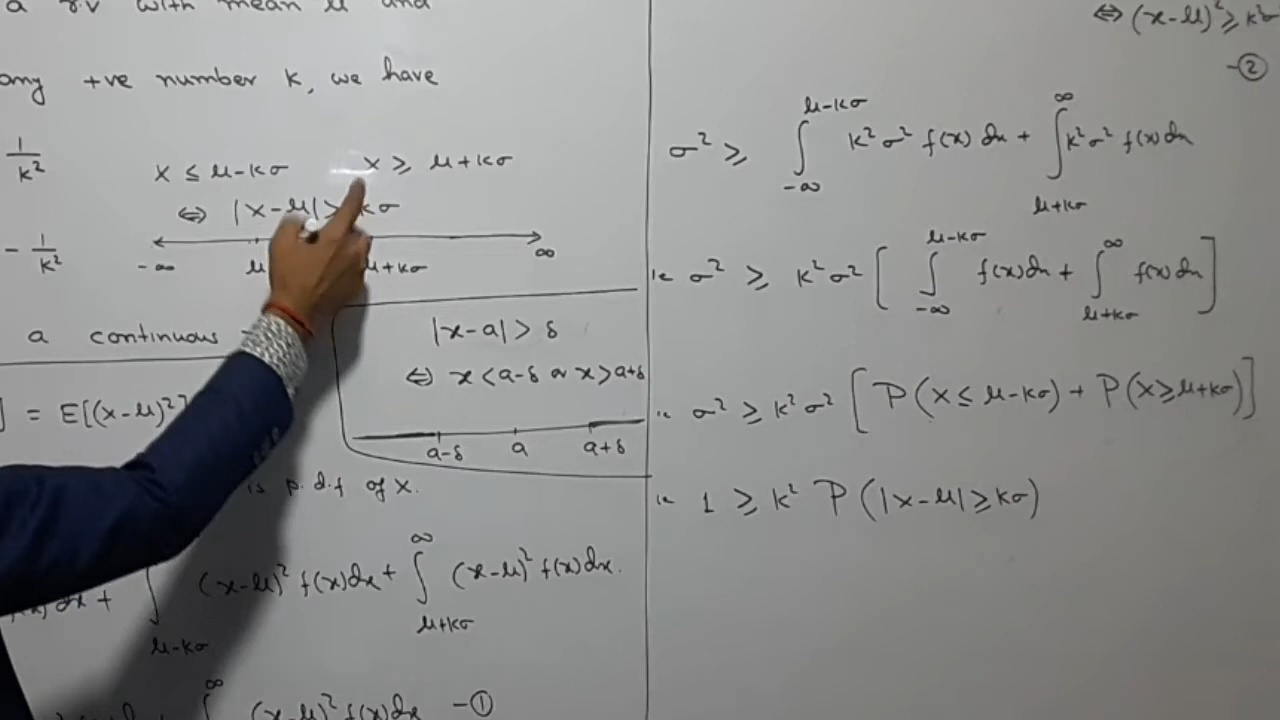 a r.v with mean μ and
any +ve number k, we have
1/k²
x ≤ μ-kσ x ≥ μ+kσ
⇔ |x-μ| ≥ kσ
- 1/k²
-∞ μ μ+kσ ∞
a continuous
|x-a| > δ
⇔ x < a-δ or x > a+δ
a-δ a a+δ
] = E[(x-μ)²]
is p.d.f of X.
f(x)dx + ∫_{μ-kσ} (x-μ)² f(x)dx + ∫_{μ+kσ}^{∞} (x-μ)² f(x)dx.
∫^{∞} (x-μ)² f(x)dx -①
⇔ (x-μ)² ≥ k²σ
-②
σ² ≥ ∫_{-∞}^{μ-kσ} k²σ² f(x) dx + ∫_{μ+kσ}^{∞} k²σ² f(x) dx
ie σ² ≥ k²σ² [ ∫_{-∞}^{μ-kσ} f(x)dx + ∫_{μ+kσ}^{∞} f(x)dx ]
ie σ² ≥ k²σ² [ P(X ≤ μ-kσ) + P(X ≥ μ+kσ) ]
ie 1 ≥ k² P(|X-μ| ≥ kσ)